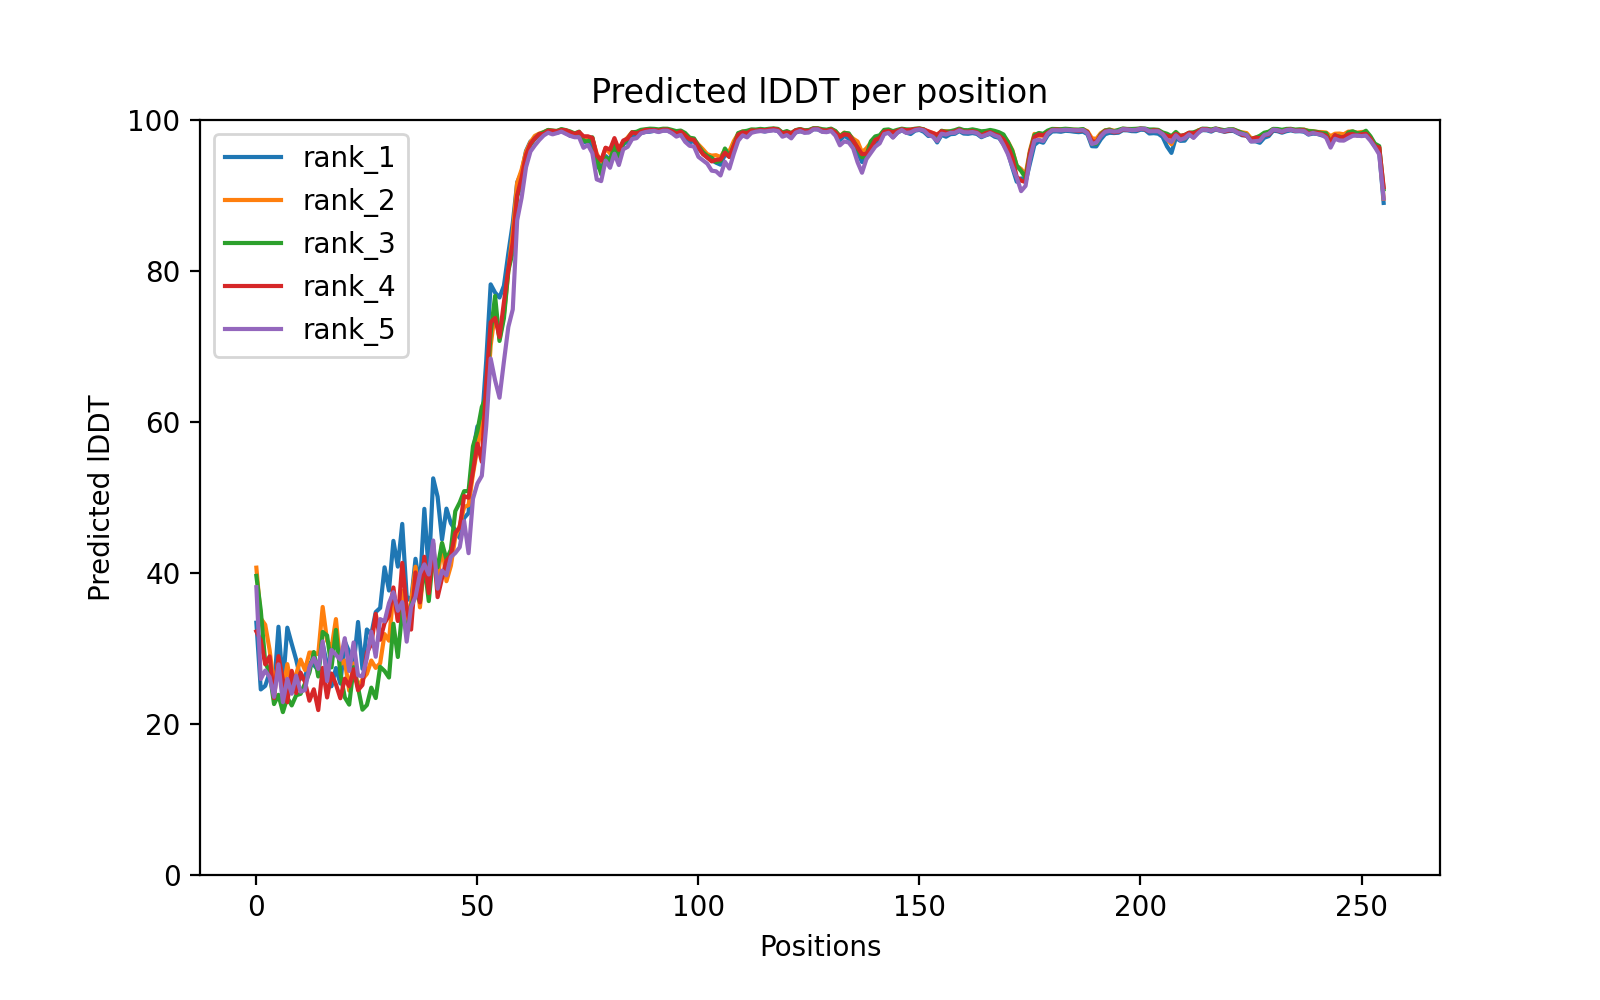 Predicted lDDT per position
100
80
60
40
20
0
Predicted lDDT
rank_1
rank_2
rank_3
rank_4
rank_5
0 50 100 150 200 250
Positions